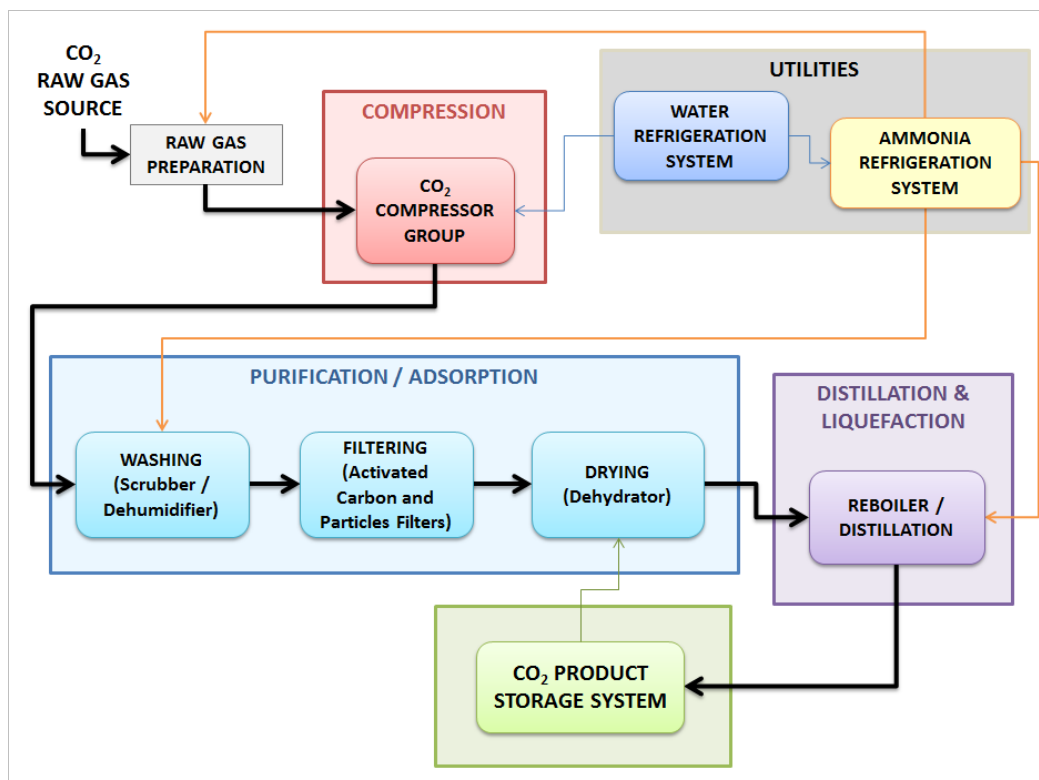 CO₂
RAW GAS
SOURCE
RAW GAS
PREPARATION
COMPRESSION
CO₂
COMPRESSOR
GROUP
UTILITIES
WATER
REFRIGERATION
SYSTEM
AMMONIA
REFRIGERATION
SYSTEM
PURIFICATION / ADSORPTION
WASHING
(Scrubber /
Dehumidifier)
FILTERING
(Activated
Carbon and
Particles Filters)
DRYING
(Dehydrator)
DISTILLATION &
LIQUEFACTION
REBOILER /
DISTILLATION
CO₂ PRODUCT
STORAGE SYSTEM